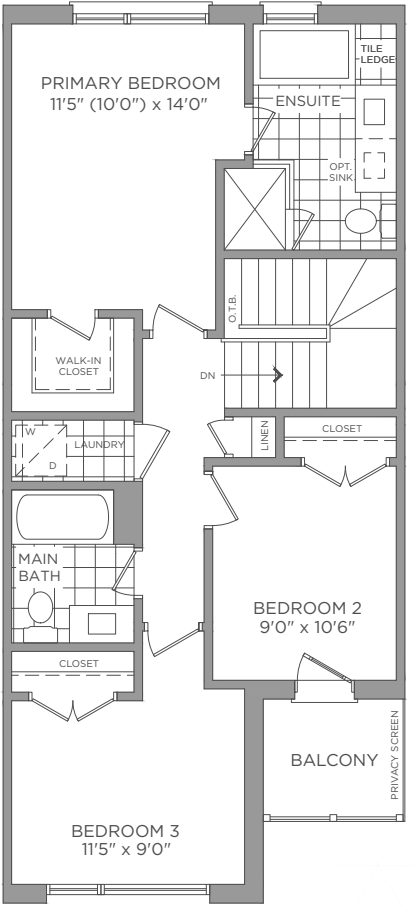 PRIMARY BEDROOM
11'5" (10'0") x 14'0"
TILE
LEDGE
ENSUITE
OPT.
SINK
O.T.B.
DN
WALK-IN
CLOSET
W
D
LAUNDRY
LINEN
CLOSET
MAIN
BATH
BEDROOM 2
9'0" x 10'6"
CLOSET
BALCONY
PRIVACY SCREEN
BEDROOM 3
11'5" x 9'0"